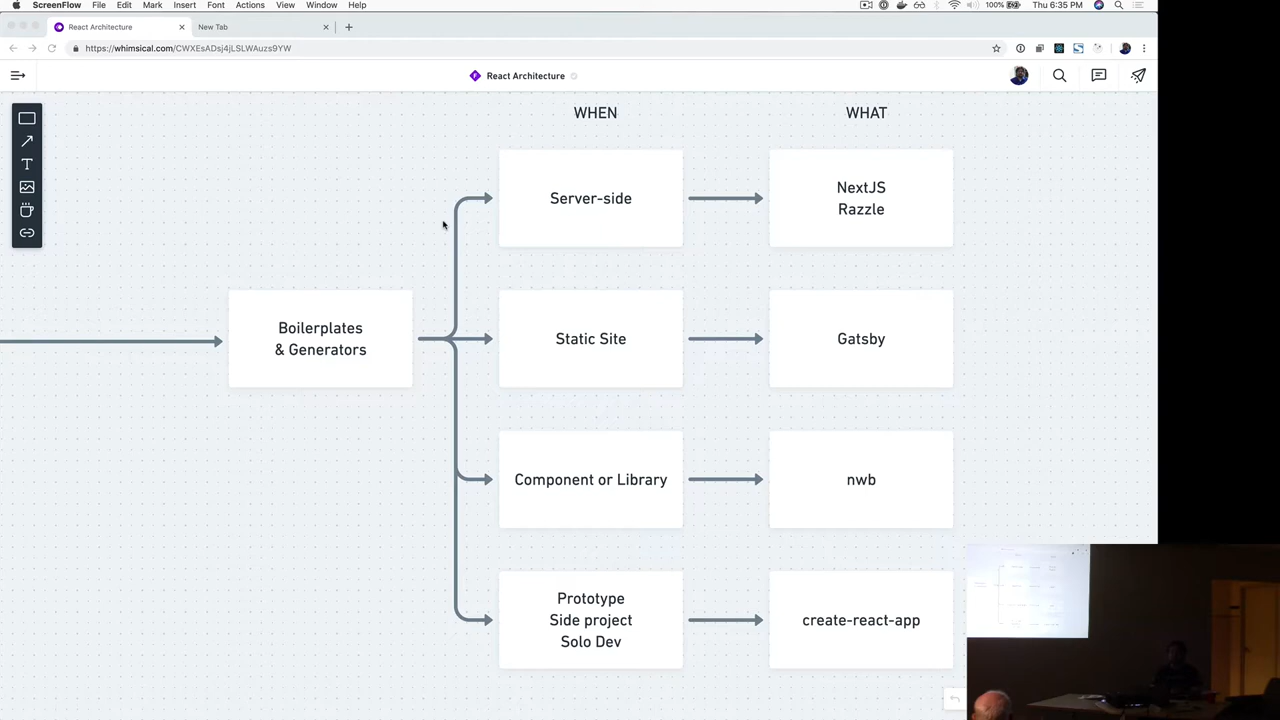 ScreenFlow File Edit Mark Insert Font Actions View Window Help 100% Thu 6:35 PM
React Architecture New Tab
https://whimsical.com/CWXEsADsj4jLSLWAuzs9YW
React Architecture
WHEN WHAT
Server-side
NextJS
Razzle
Boilerplates
& Generators
Static Site
Gatsby
Component or Library
nwb
Prototype
Side project
Solo Dev
create-react-app